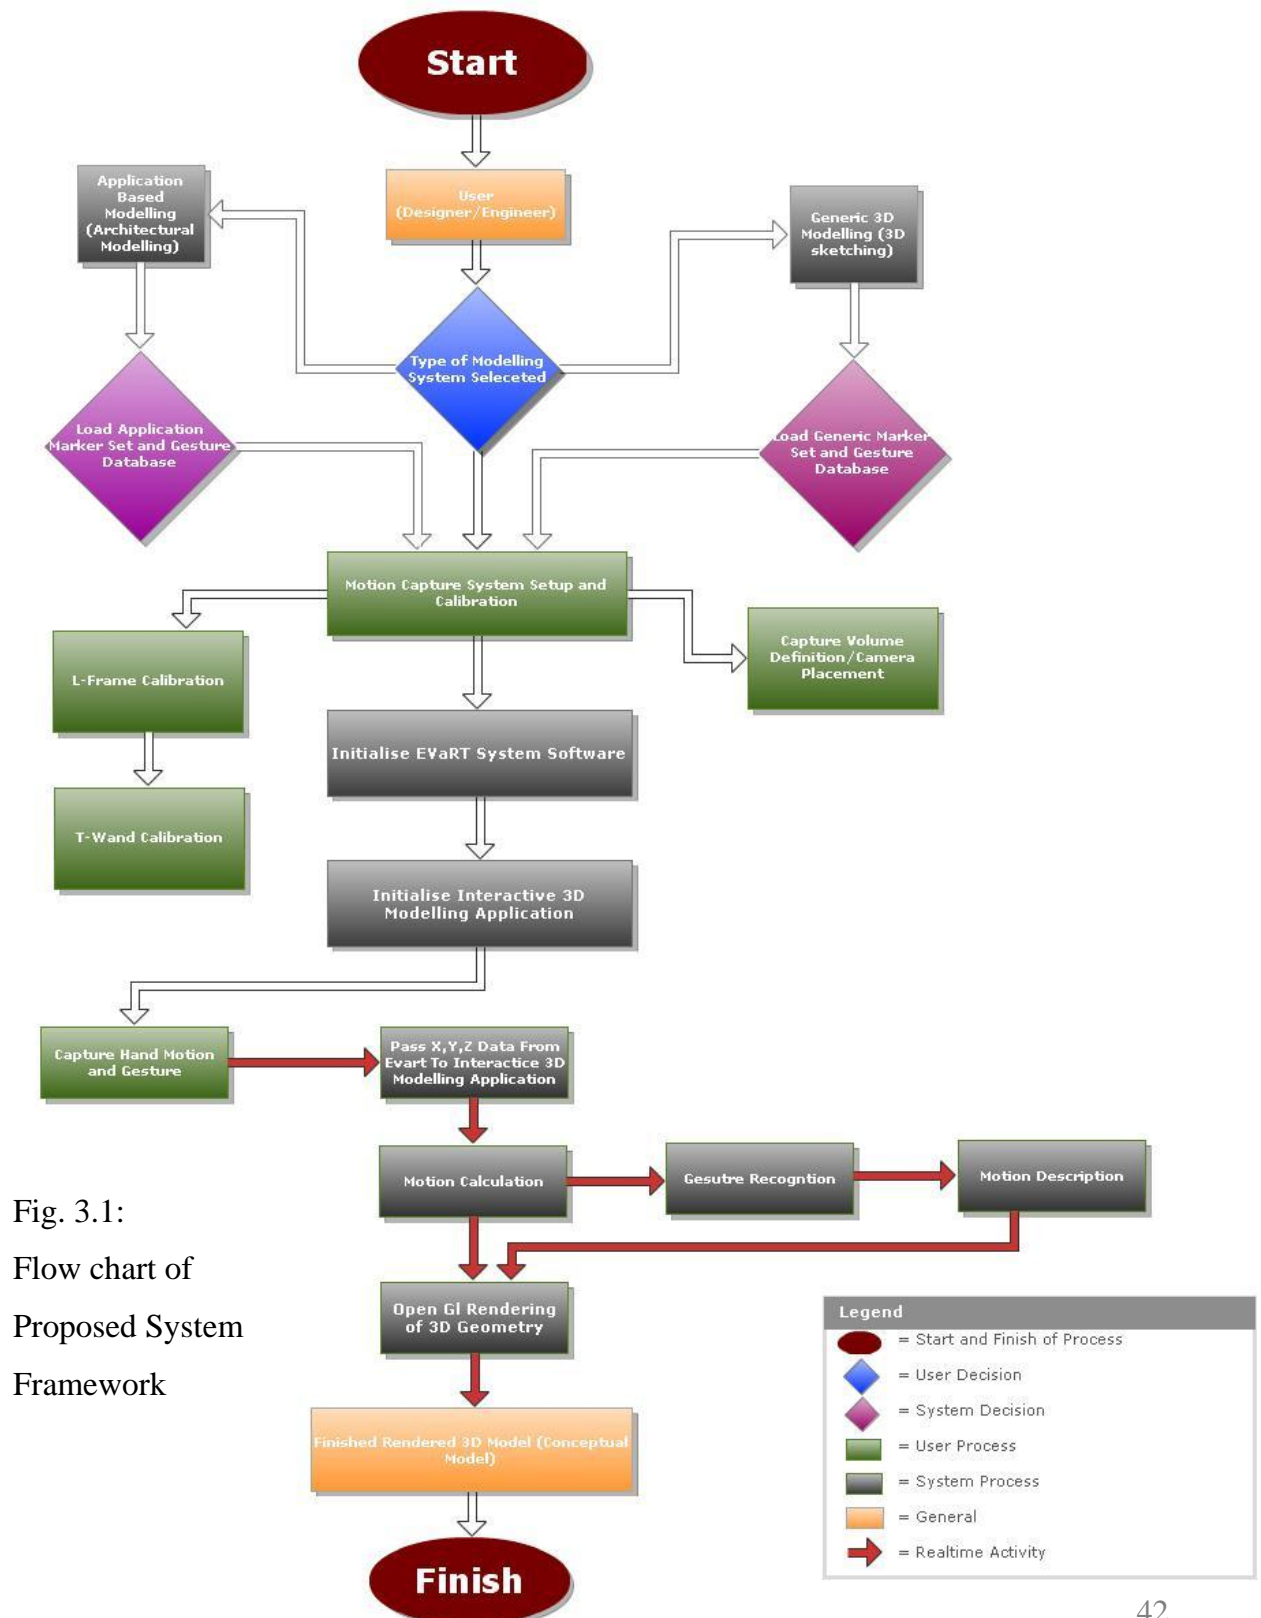 Start
Application
Based
Modelling
(Architectural
Modelling)
User
(Designer/Engineer)
Generic 3D
Modelling (3D
sketching)
Type of Modelling
System Seleceted
Load Application
Marker Set and Gesture
Database
Load Generic Marker
Set and Gesture
Database
Motion Capture System Setup and
Calibration
L-Frame Calibration
Capture Volume
Definition/Camera
Placement
Initialise EVaRT System Software
T-Wand Calibration
Initialise Interactive 3D
Modelling Application
Capture Hand Motion
and Gesture
Pass X,Y,Z Data From
Evart To Interactice 3D
Modelling Application
Motion Calculation
Gesutre Recogntion
Motion Description
Open Gl Rendering
of 3D Geometry
Finished Rendered 3D Model (Conceptual
Model)
Finish
Fig. 3.1:
Flow chart of
Proposed System
Framework
Legend
= Start and Finish of Process
= User Decision
= System Decision
= User Process
= System Process
= General
= Realtime Activity
42